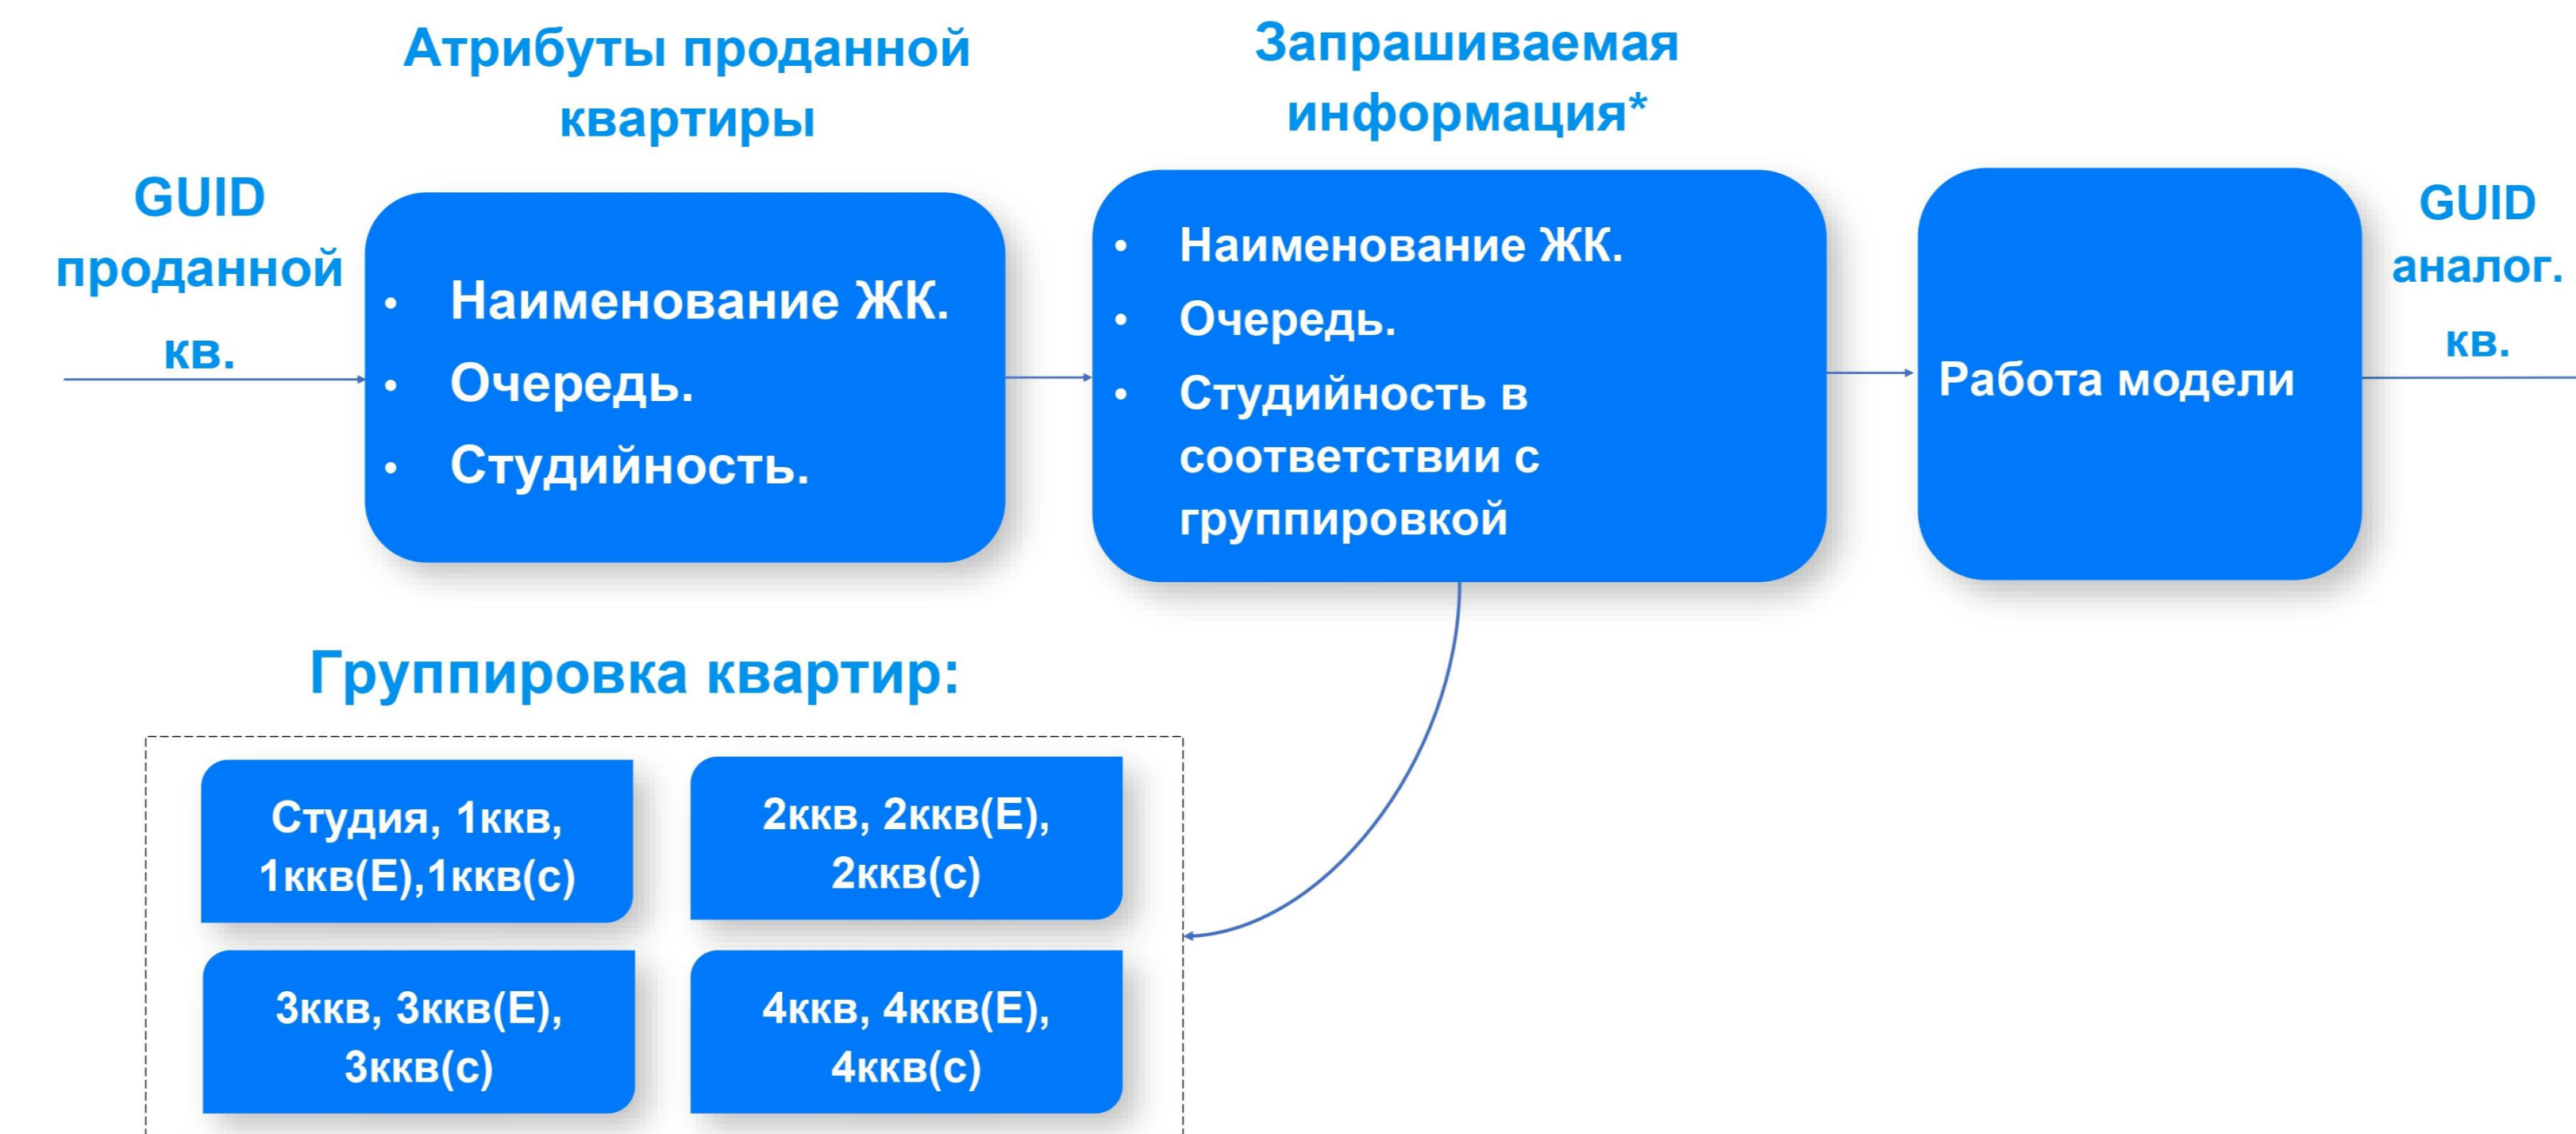 Атрибуты проданной
квартиры
Запрашиваемая
информация*
GUID
проданной
кв.
• Наименование ЖК.
• Очередь.
• Студийность.
• Наименование ЖК.
• Очередь.
• Студийность в
соответствии с
группировкой
Работа модели
GUID
аналог.
кв.
Группировка квартир:
Студия, 1ккв,
1ккв(Е),1ккв(с)
2ккв, 2ккв(Е),
2ккв(с)
3ккв, 3ккв(Е),
3ккв(с)
4ккв, 4ккв(Е),
4ккв(с)